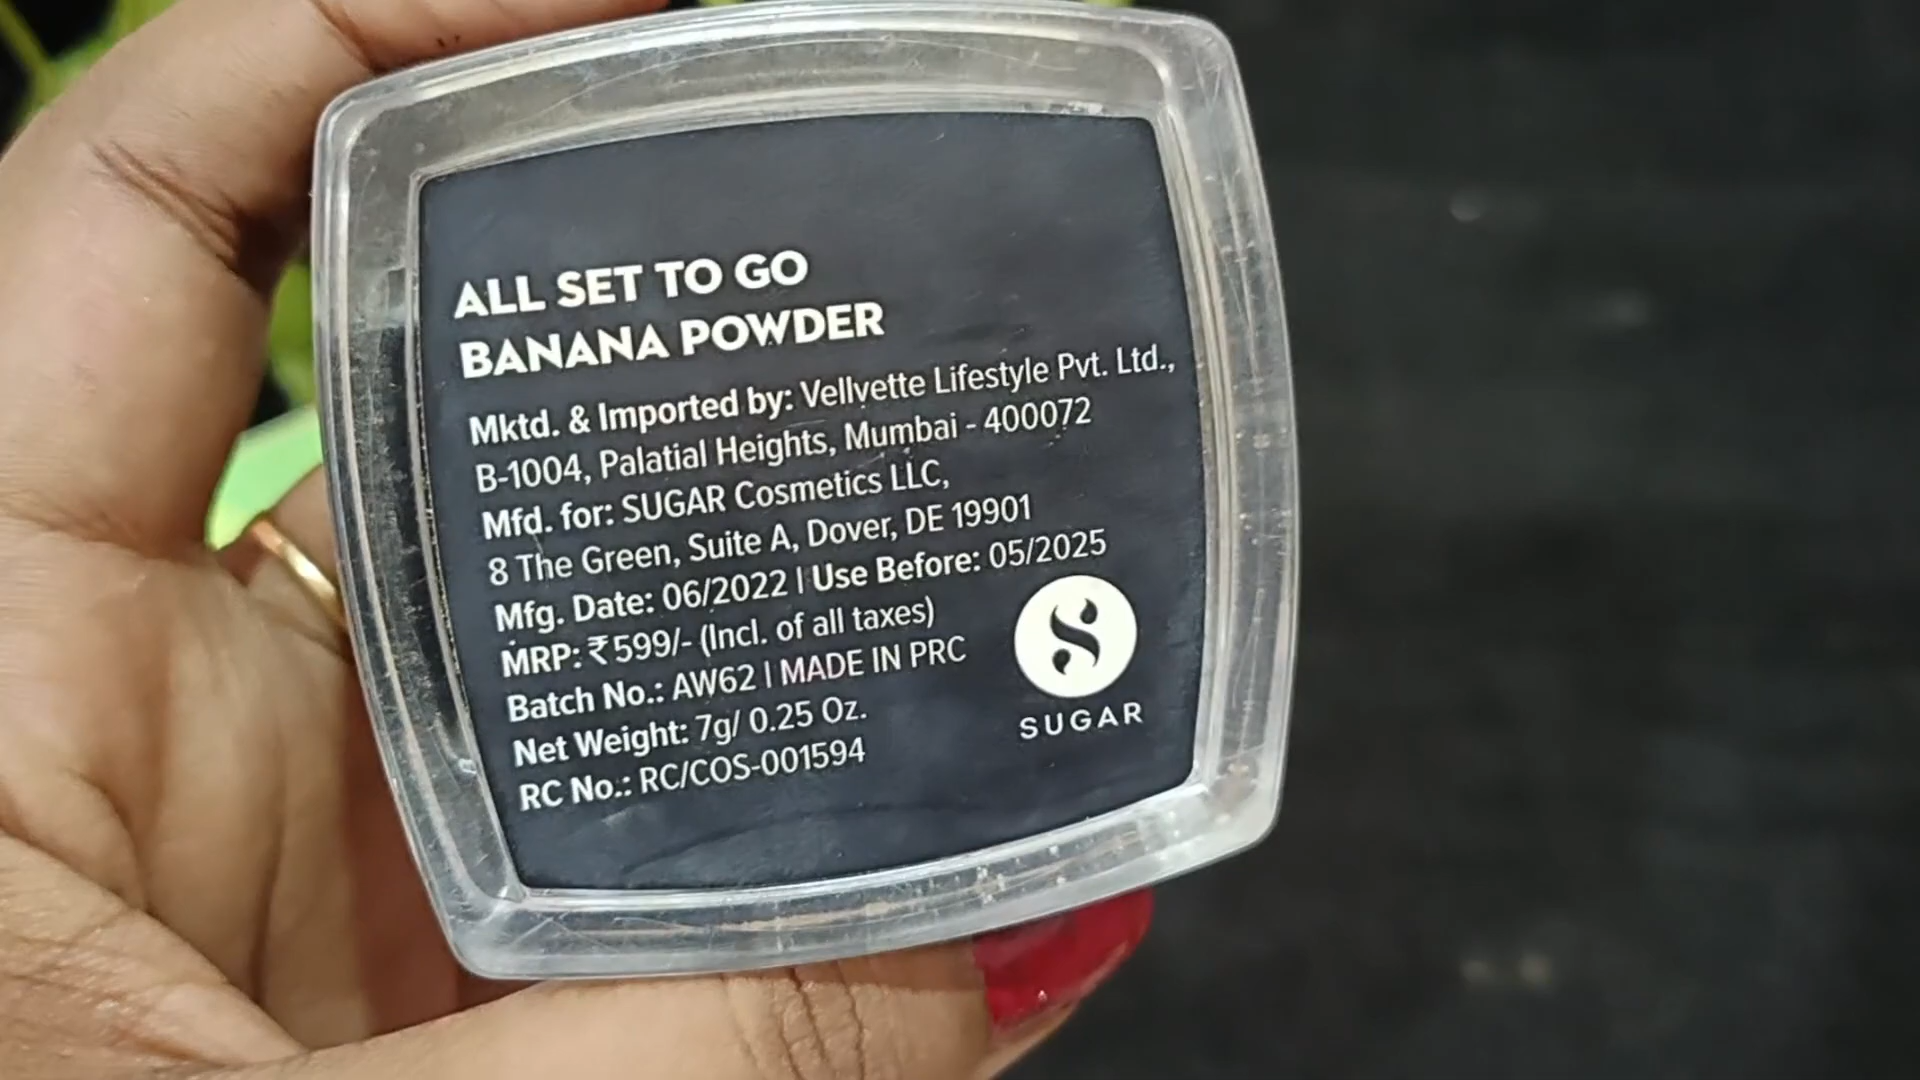 ALL SET TO GO
BANANA POWDER
Mktd. & Imported by: Vellvette Lifestyle Pvt. Ltd.,
B-1004, Palatial Heights, Mumbai - 400072
Mfd. for: SUGAR Cosmetics LLC,
8 The Green, Suite A, Dover, DE 19901
Mfg. Date: 06/2022 | Use Before: 05/2025
MRP: ₹599/- (Incl. of all taxes)
Batch No.: AW62 | MADE IN PRC
Net Weight: 7g/ 0.25 Oz.
RC No.: RC/COS-001594
SUGAR